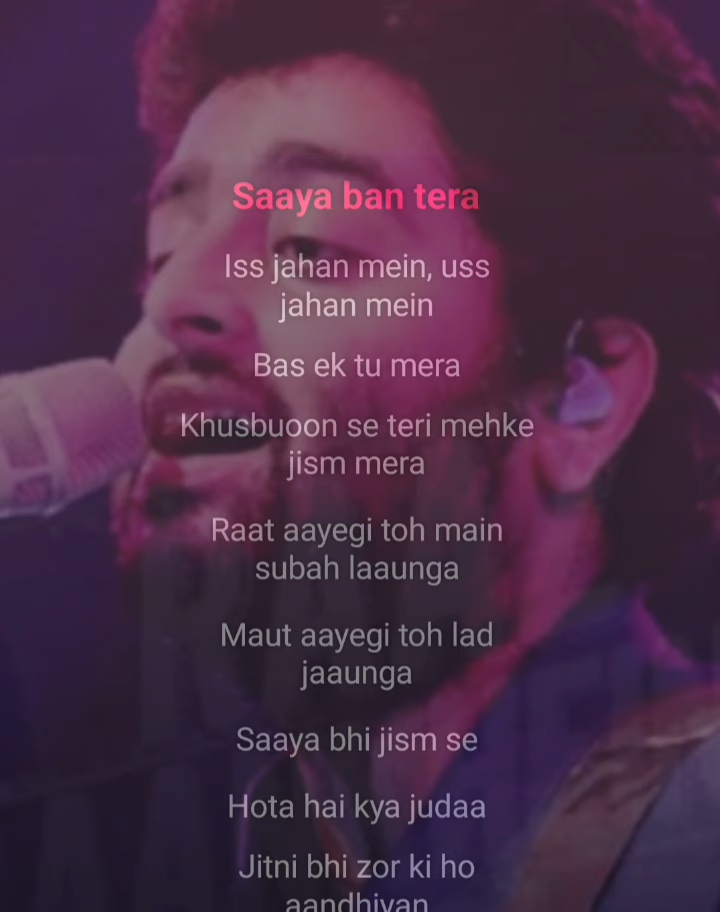 Saaya ban tera
Iss jahan mein, uss
jahan mein
Bas ek tu mera
Khusbuoon se teri mehke
jism mera
Raat aayegi toh main
subah laaunga
Maut aayegi toh lad
jaaunga
Saaya bhi jism se
Hota hai kya judaa
Jitni bhi zor ki ho
aandhiyan